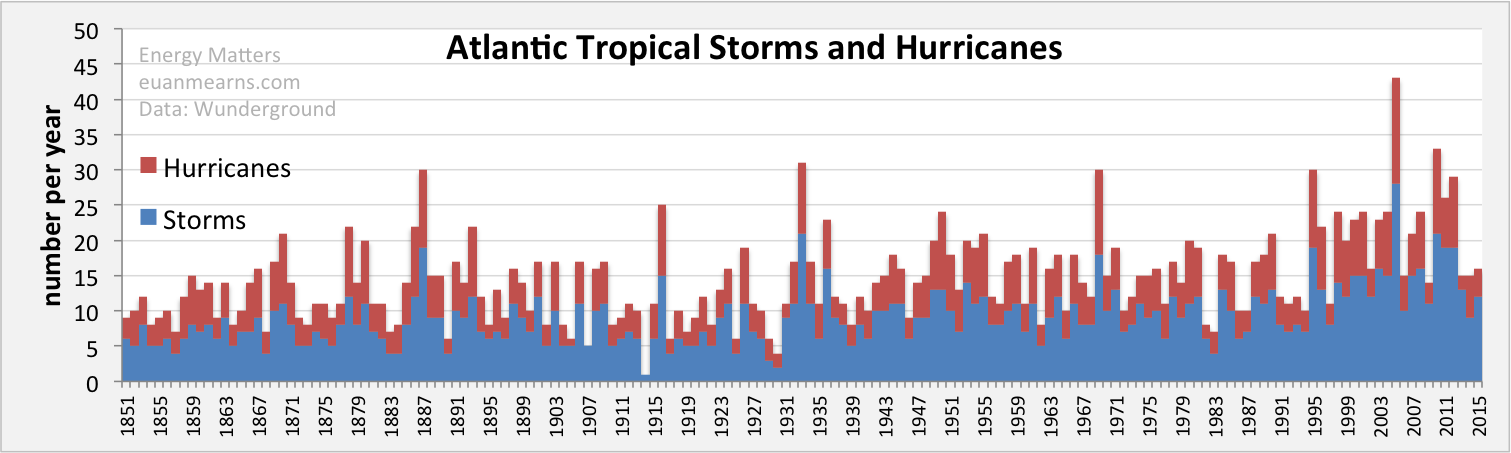 Atlantic Tropical Storms and Hurricanes
Energy Matters
euanmearns.com
Data: Wunderground
number per year
50
45
40
35
30
25
20
15
10
5
0
Hurricanes
Storms
1851 1855 1859 1863 1867 1871 1875 1879 1883 1887 1891 1895 1899 1903 1907 1911 1915 1919 1923 1927 1931 1935 1939 1943 1947 1951 1955 1959 1963 1967 1971 1975 1979 1983 1987 1991 1995 1999 2003 2007 2011 2015